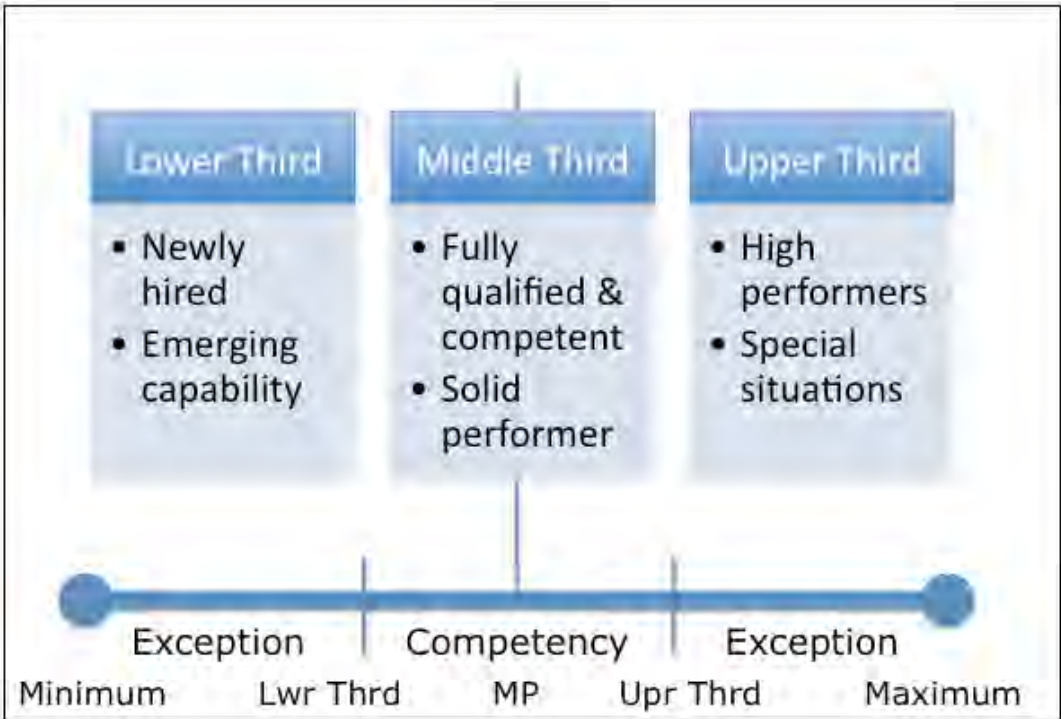 Lower Third
• Newly
hired
• Emerging
capability
Middle Third
• Fully
qualified &
competent
• Solid
performer
Upper Third
• High
performers
• Special
situations
Exception Competency Exception
Minimum Lwr Thrd MP Upr Thrd Maximum